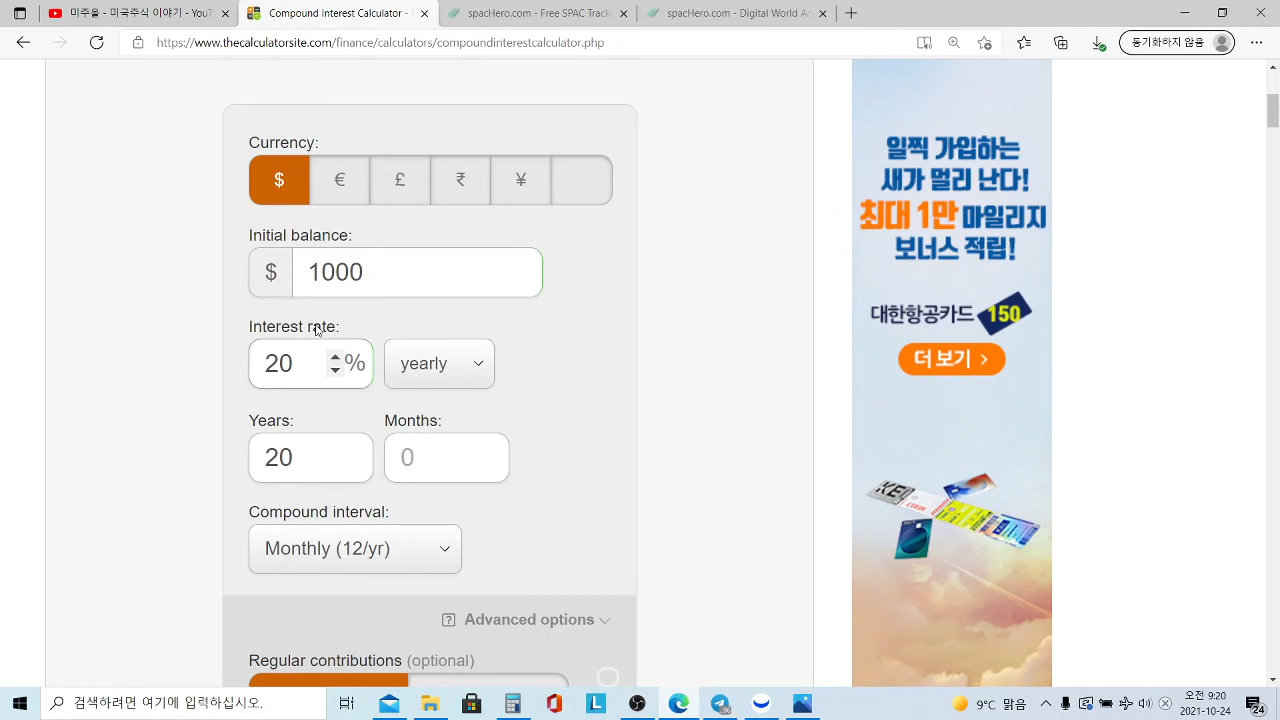 미주은 - 미국주식 이야기 - YouT
Compound Interest Calculator - 
spieHero.com - Free SPAC Track
spacHero.com - Digital World Ac
https://www.thecalculatorsite.com/finance/calculators/compoundinterestcalculator.php
동기화하지 않음
Currency:
$ € £ ₹ ¥
Initial balance:
$ 1000
Interest rate:
20 % yearly
Years: Months:
20 0
Compound interval:
Monthly (12/yr)
? Advanced options
Regular contributions (optional)
일찍 가입하는
새가 멀리 난다!
최대 1만 마일리지
보너스 적립!
대한항공카드 150
더 보기
KE
검색하려면 여기에 입력하십시오.
9°C 맑음
오전 9:20
2021-10-24
24